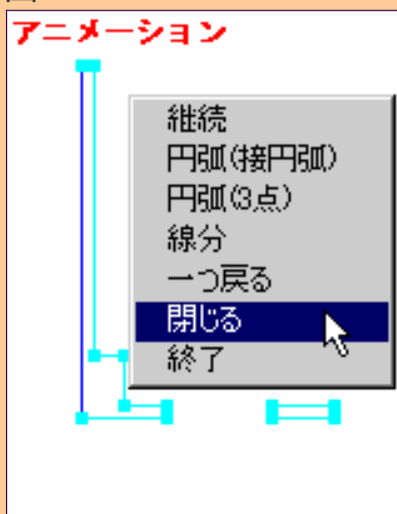 アニメーション
継続
円弧(接円弧)
円弧(3点)
線分
一つ戻る
閉じる
終了